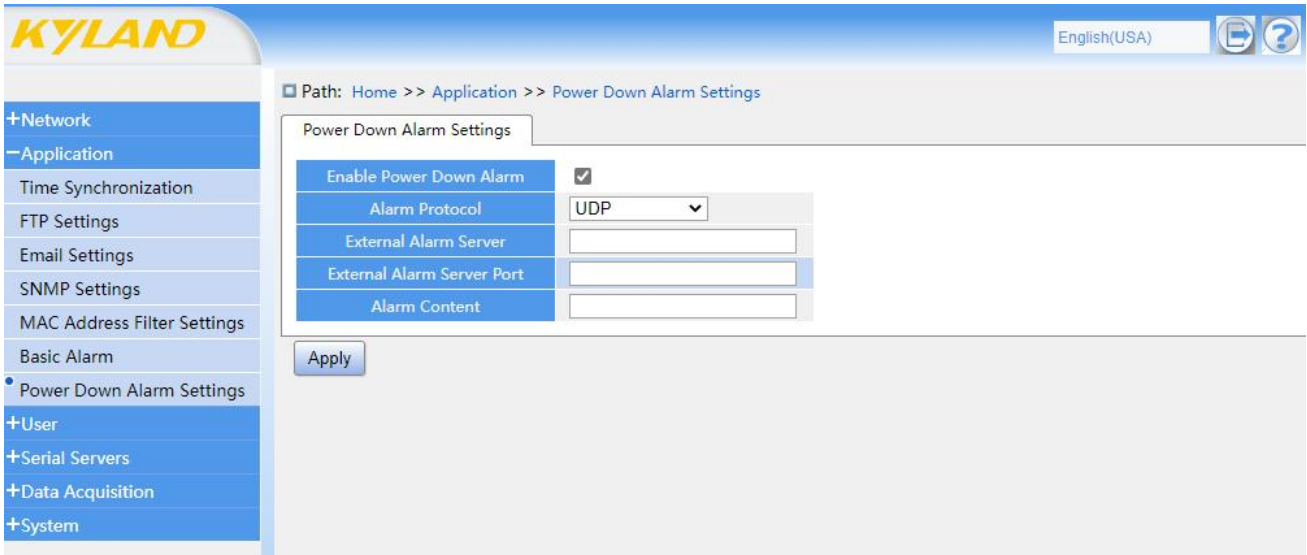 KYLAND
English(USA)
Path: Home >> Application >> Power Down Alarm Settings
+Network
−Application
Time Synchronization
FTP Settings
Email Settings
SNMP Settings
MAC Address Filter Settings
Basic Alarm
Power Down Alarm Settings
+User
+Serial Servers
+Data Acquisition
+System
Power Down Alarm Settings
Enable Power Down Alarm
Alarm Protocol UDP
External Alarm Server
External Alarm Server Port
Alarm Content
Apply